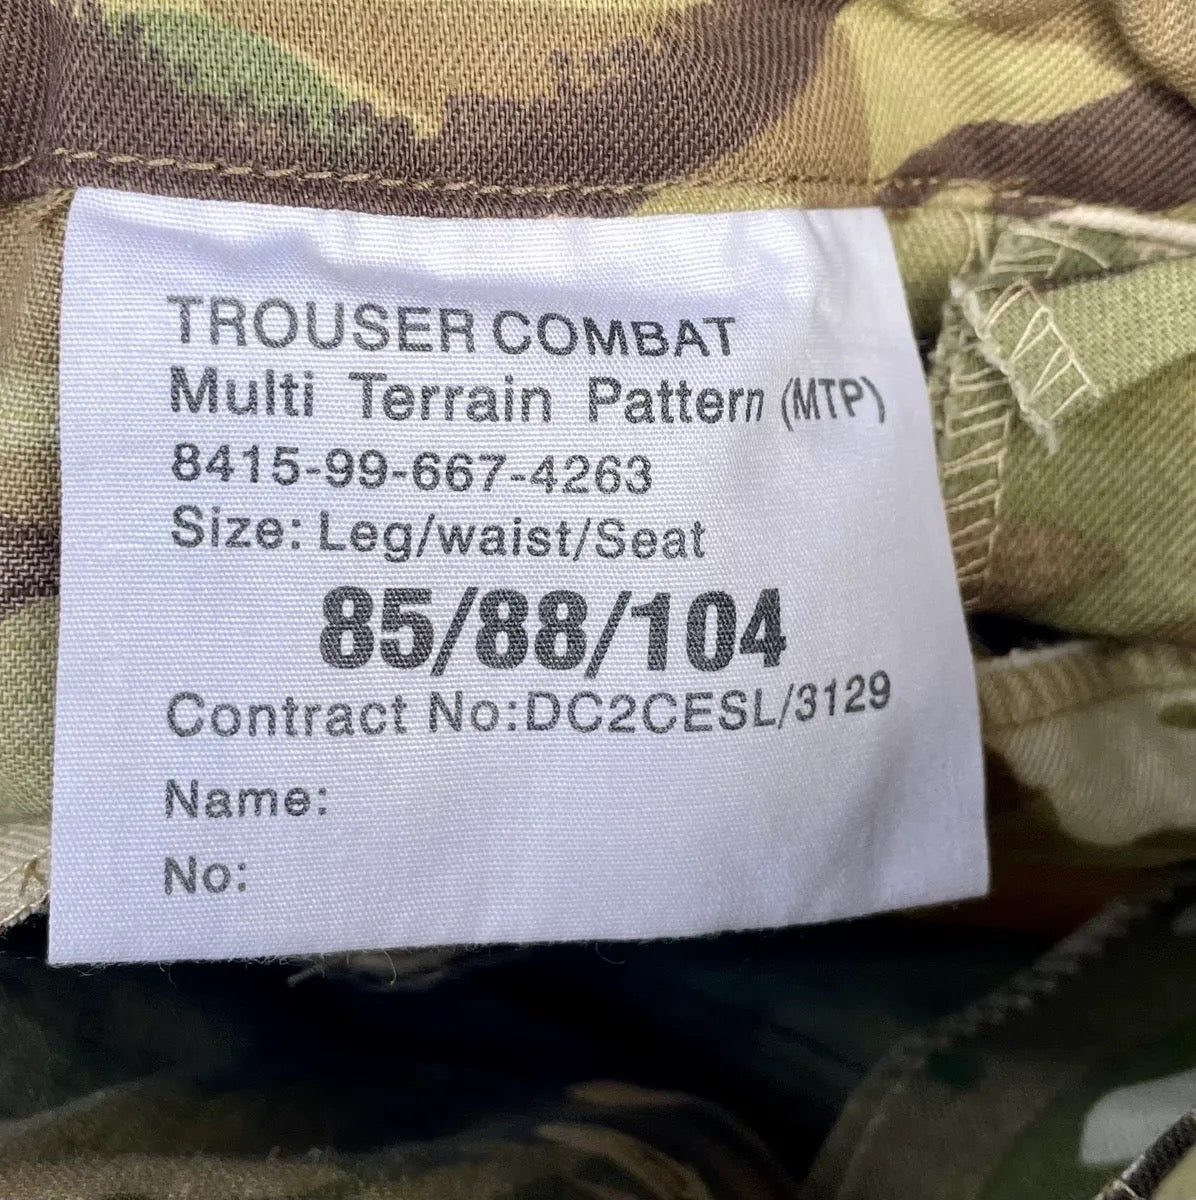 TROUSER COMBAT
Multi Terrain Pattern (MTP)
8415-99-667-4263
Size: Leg/waist/Seat
85/88/104
Contract No:DC2CESL/3129
Name:
No: